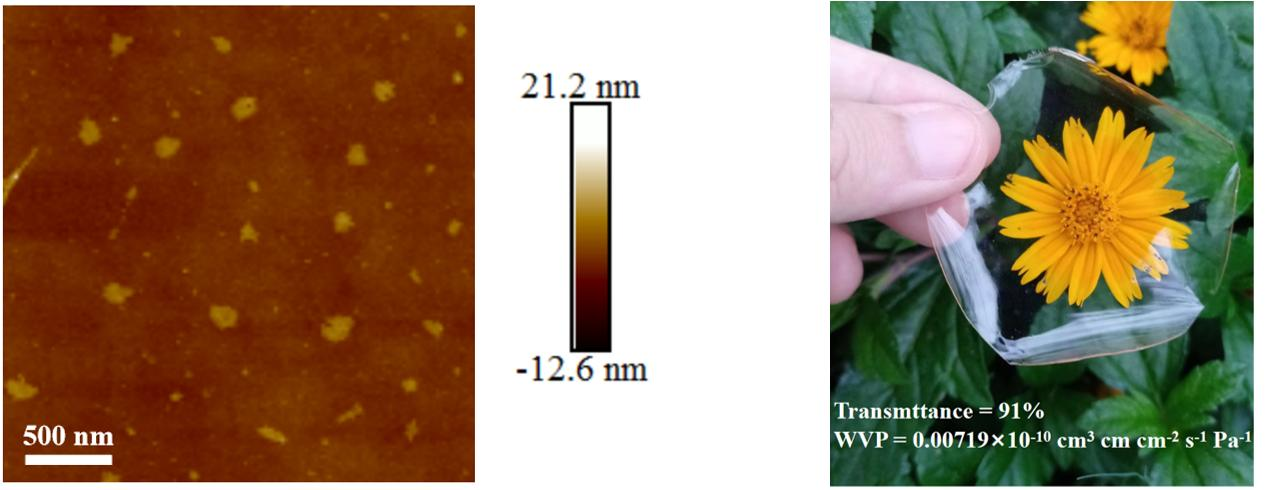 500 nm
21.2 nm
-12.6 nm
Transmttance = 91%
WVP = 0.00719×10⁻¹⁰ cm³ cm cm⁻² s⁻¹ Pa⁻¹